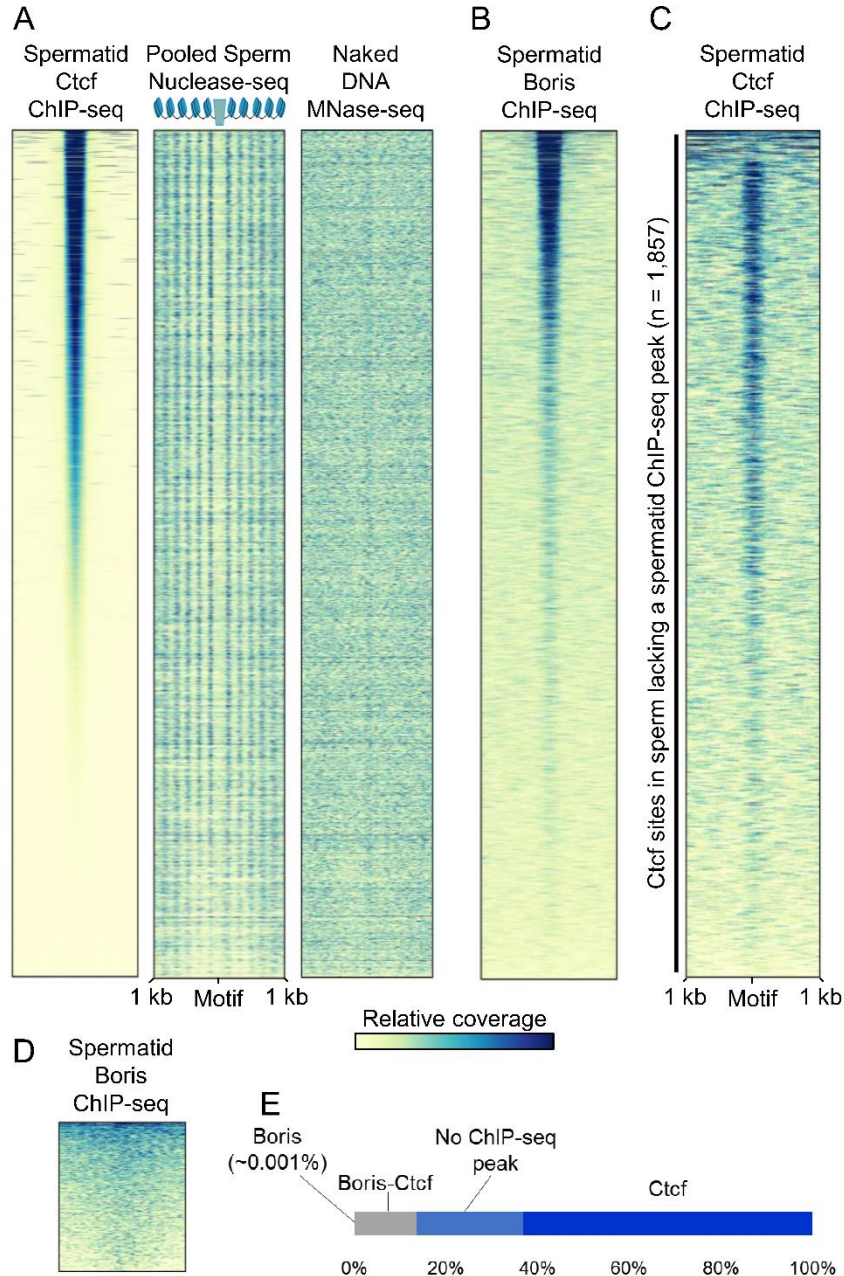 A
Spermatid
Ctcf
ChIP-seq
Pooled Sperm
Nuclease-seq
Naked
DNA
MNase-seq
B
Spermatid
Boris
ChIP-seq
C
Spermatid
Ctcf
ChIP-seq
Ctcf sites in sperm lacking a spermatid ChIP-seq peak (n = 1,857)
1 kb Motif 1 kb
1 kb Motif 1 kb
Relative coverage
D
Spermatid
Boris
ChIP-seq
E
Boris
(~0.001%)
Boris-Ctcf
No ChIP-seq
peak
Ctcf
0% 20% 40% 60% 80% 100%